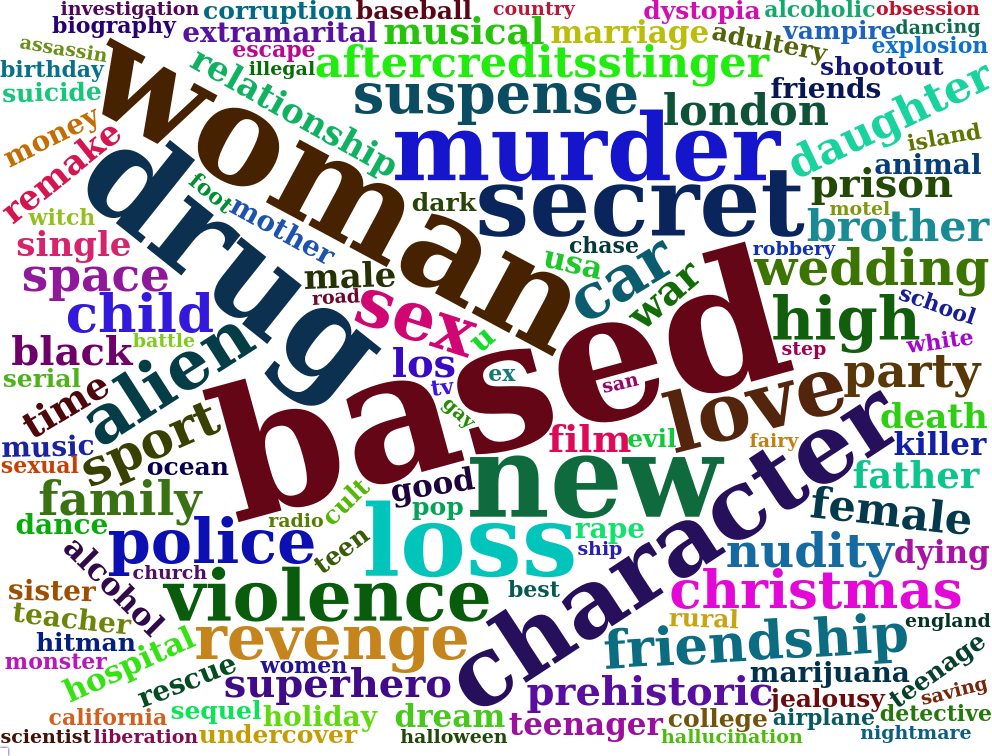 investigation
corruption
baseball
country
dystopia
alcoholic
obsession
biography
extramarital
musical
marriage
adultery
vampire
dancing
assassin
escape
explosion
birthday
illegal
aftercreditsstinger
shootout
suicide
relationship
suspense
friends
london
daughter
money
woman
murder
island
remake
drug
animal
foot
dark
secret
prison
witch
mother
motel
brother
single
chase
robbery
space
male
usa
car
wedding
road
war
school
child
sex
u
high
battle
white
black
alien
los
step
party
serial
tv
ex
san
based
time
gay
love
death
music
sport
film
evil
fairy
killer
sexual
ocean
character
good
new
father
family
cult
pop
female
dance
radio
loss
rape
police
teen
ship
nudity
dying
alcohol
church
sister
violence
best
christmas
teacher
rural
england
hitman
revenge
friendship
monster
hospital
women
teenage
rescue
superhero
marijuana
prehistoric
jealousy
saving
california
sequel
holiday
dream
teenager
college
airplane
detective
scientist
liberation
undercover
halloween
hallucination
nightmare